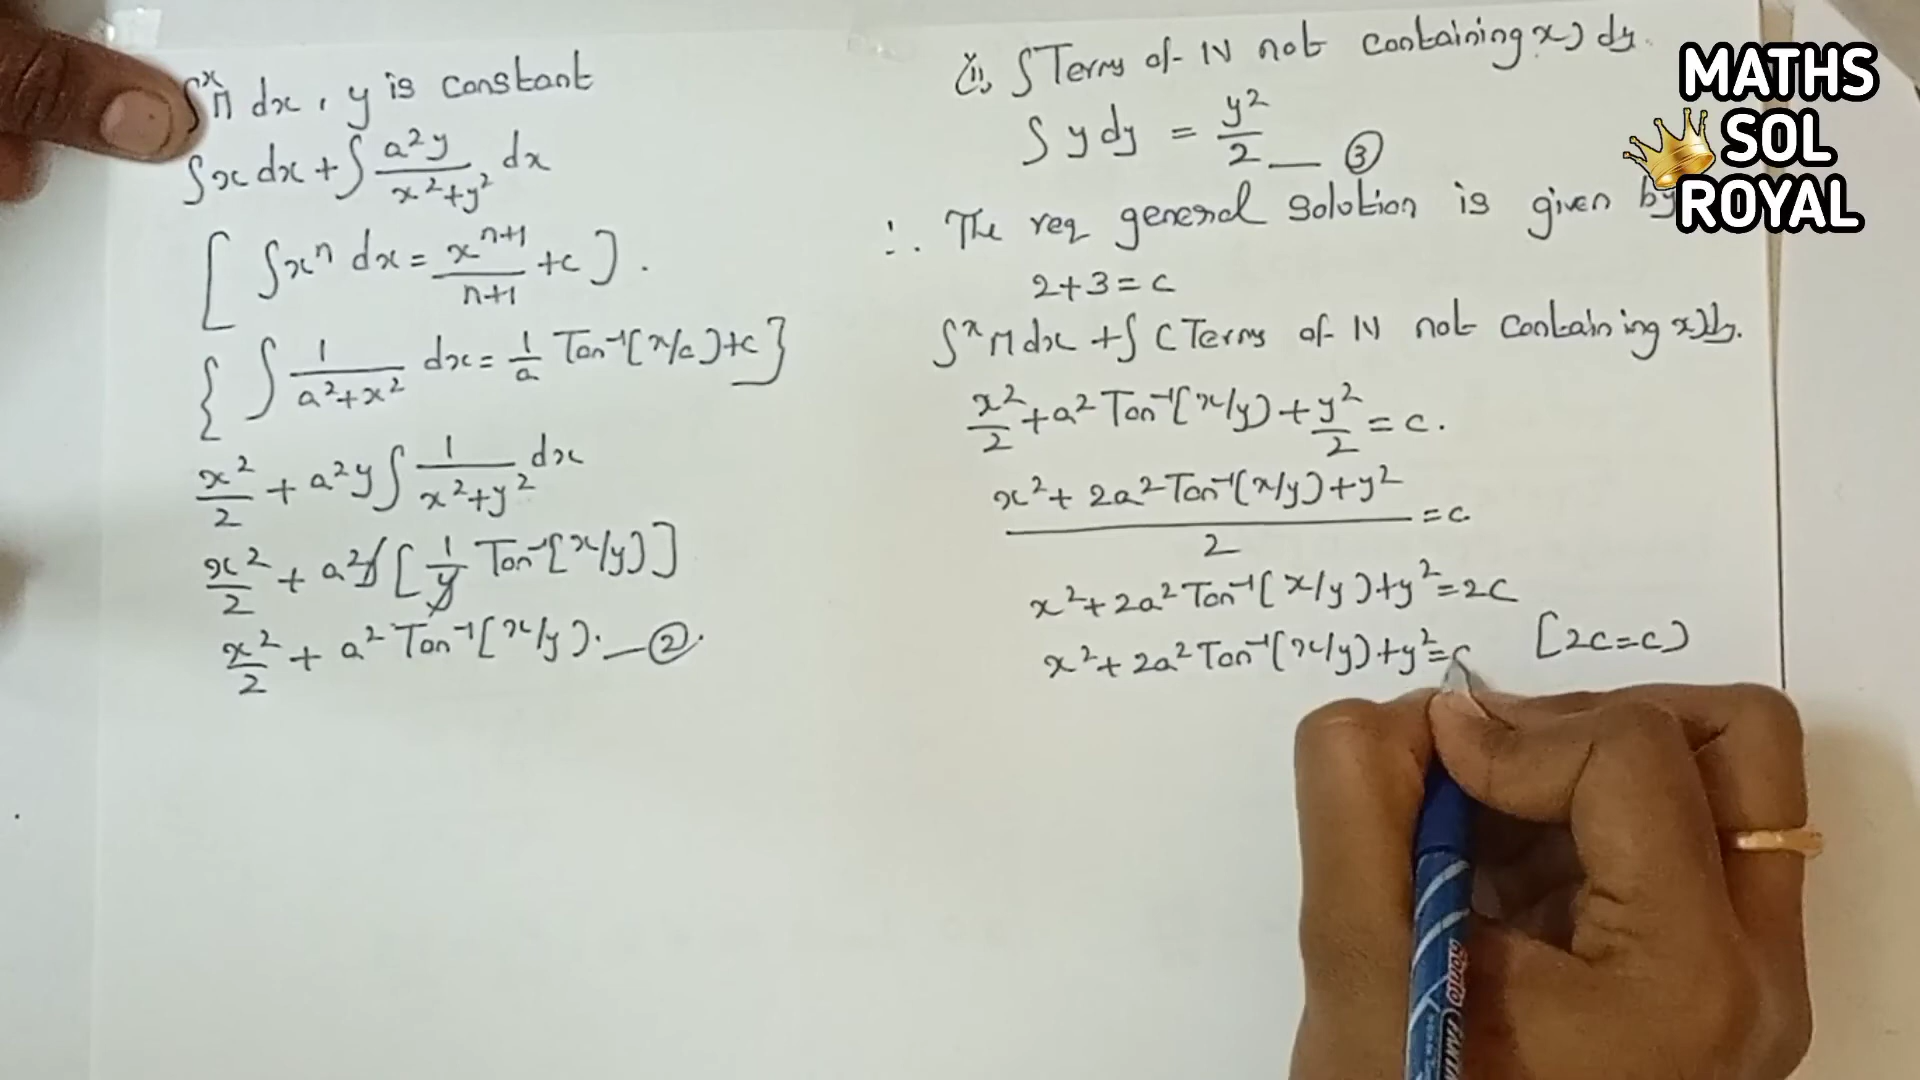 ∫ˣ M dx, y is constant
∫x dx + ∫ a²y/(x²+y²) dx
[ ∫xⁿ dx = xⁿ⁺¹/(n+1) + c ].
{ ∫ 1/(a²+x²) dx = 1/a Tan⁻¹(x/a) + c }
x²/2 + a²y ∫ 1/(x²+y²) dx
x²/2 + a²y [ 1/y Tan⁻¹[x/y) ]
x²/2 + a² Tan⁻¹[x/y). — ②.
(ii, ∫ Terms of N not containing x) dy.
∫ y dy = y²/2 — ③
∴ The req general solution is given by
2+3=c
∫ˣ M dx + ∫ (Terms of N not containing x) dy.
x²/2 + a² Tan⁻¹[x/y) + y²/2 = c.
(x² + 2a² Tan⁻¹(x/y) + y²)/2 = c
x² + 2a² Tan⁻¹(x/y) + y² = 2c
x² + 2a² Tan⁻¹(x/y) + y² = c [2c=c)
MATHS
SOL
ROYAL